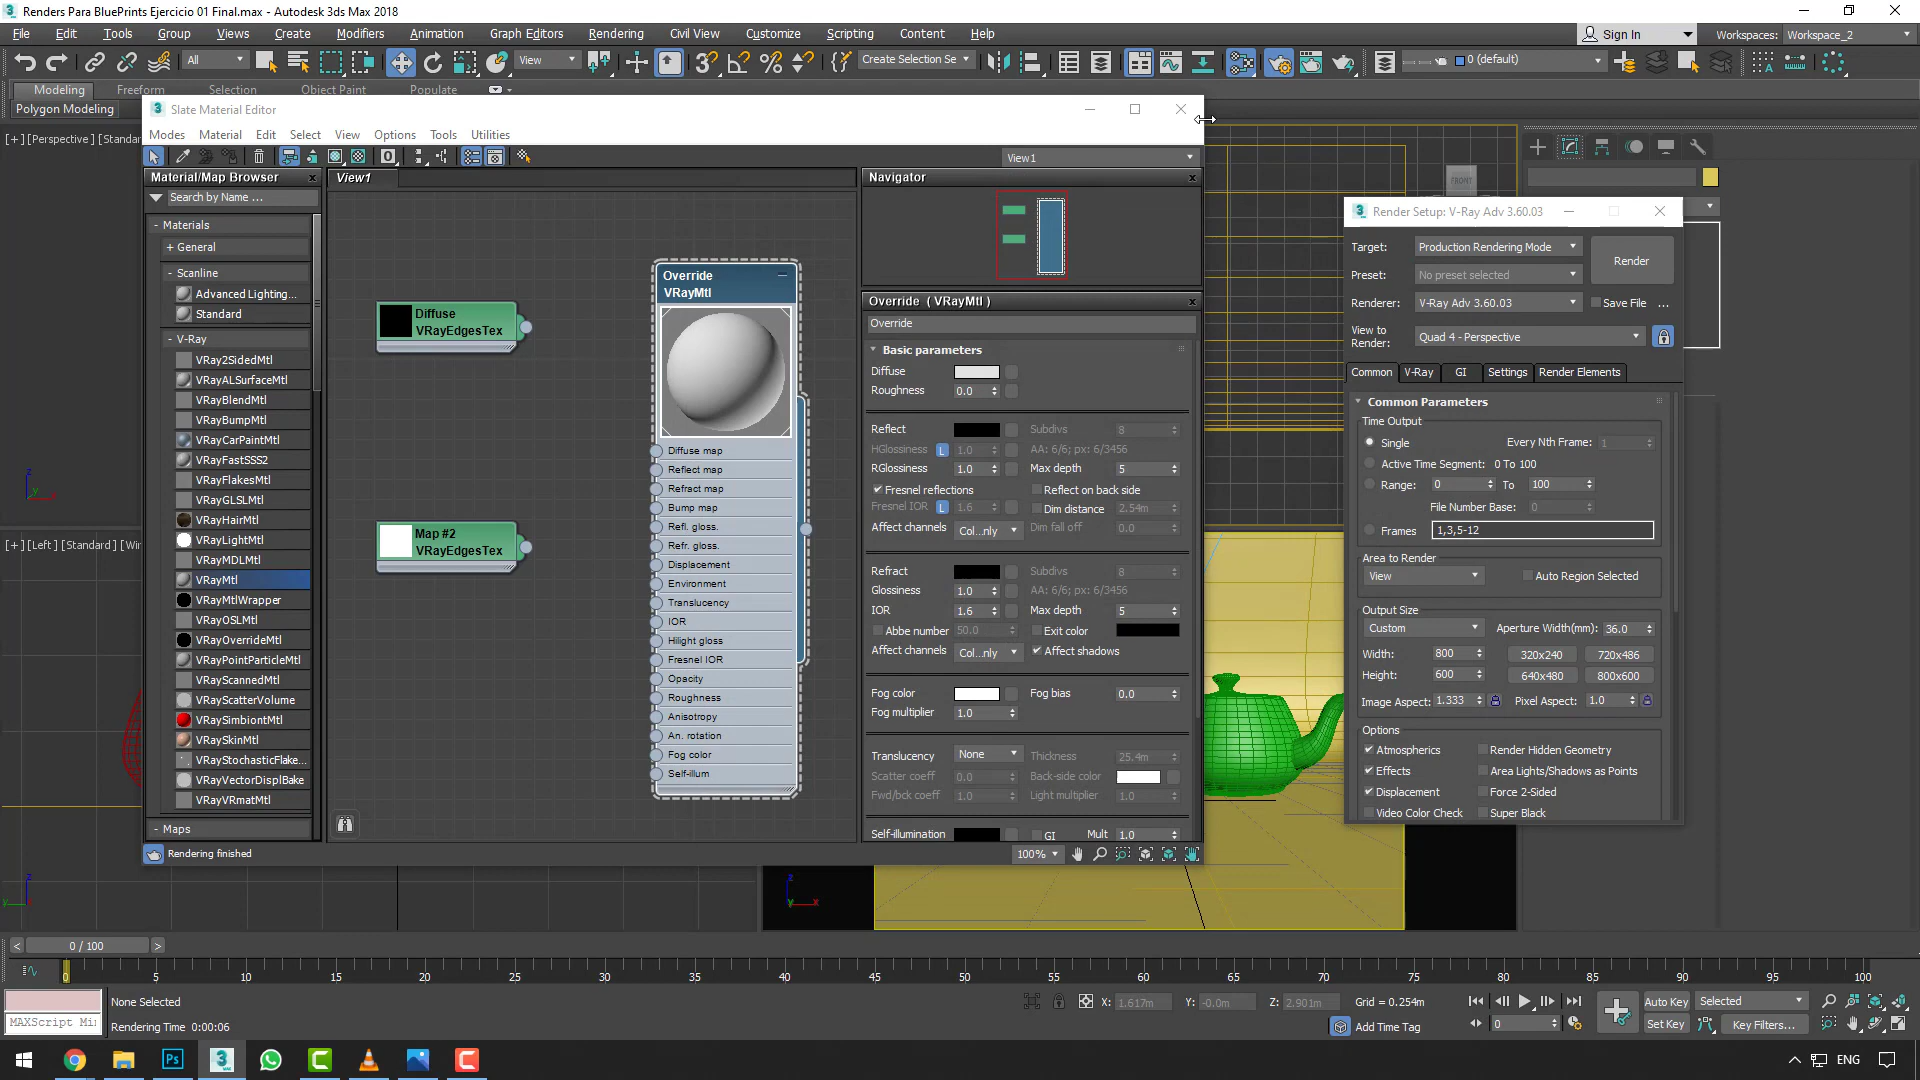 Renders Para BluePrints Ejercicio 01 Final.max - Autodesk 3ds Max 2018
File Edit Tools Group Views Create Modifiers Animation Graph Editors Rendering Civil View Customize Scripting Content Help
Sign In Workspaces: Workspace_2
All View Create Selection Se 0 (default)
Modeling Freeform Selection Object Paint Populate
Polygon Modeling
[+] [Perspective] [Standar
Slate Material Editor
Modes Material Edit Select View Options Tools Utilities
View1
Material/Map Browser
Search by Name ...
- Materials
+ General
- Scanline
Advanced Lighting...
Standard
- V-Ray
VRay2SidedMtl
VRayALSurfaceMtl
VRayBlendMtl
VRayBumpMtl
VRayCarPaintMtl
VRayFastSSS2
VRayFlakesMtl
VRayGLSLMtl
VRayHairMtl
VRayLightMtl
VRayMDLMtl
VRayMtl
VRayMtlWrapper
VRayOSLMtl
VRayOverrideMtl
VRayPointParticleMtl
VRayScannedMtl
VRayScatterVolume
VRaySimbiontMtl
VRaySkinMtl
VRayStochasticFlake...
VRayVectorDisplBake
VRayVRmatMtl
- Maps
Rendering finished
View1
Diffuse
VRayEdgesTex
Map #2
VRayEdgesTex
Override
VRayMtl
Diffuse map
Reflect map
Refract map
Bump map
Refl. gloss.
Refr. gloss.
Displacement
Environment
Translucency
IOR
Hilight gloss
Fresnel IOR
Opacity
Roughness
Anisotropy
An. rotation
Fog color
Self-illum
Navigator
Override ( VRayMtl )
Override
Basic parameters
Diffuse
Roughness 0.0
Reflect Subdivs 8
HGlossiness L 1.0 AA: 6/6; px: 6/3456
RGlossiness 1.0 Max depth 5
Fresnel reflections Reflect on back side
Fresnel IOR L 1.6 Dim distance 2.54m
Affect channels Col...nly Dim fall off 0.0
Refract Subdivs 8
Glossiness 1.0 AA: 6/6; px: 6/3456
IOR 1.6 Max depth 5
Abbe number 50.0 Exit color
Affect channels Col...nly Affect shadows
Fog color Fog bias 0.0
Fog multiplier 1.0
Translucency None Thickness 25.4m
Scatter coeff 0.0 Back-side color
Fwd/bck coeff 1.0 Light multiplier 1.0
Self-illumination GI Mult 1.0
100%
FRONT
Render Setup: V-Ray Adv 3.60.03
Target: Production Rendering Mode
Render
Preset: No preset selected
Renderer: V-Ray Adv 3.60.03 Save File ...
View to
Render: Quad 4 - Perspective
Common V-Ray GI Settings Render Elements
Common Parameters
Time Output
Single Every Nth Frame: 1
Active Time Segment: 0 To 100
Range: 0 To 100
File Number Base: 0
Frames 1,3,5-12
Area to Render
View Auto Region Selected
Output Size
Custom Aperture Width(mm): 36.0
Width: 800 320x240 720x486
Height: 600 640x480 800x600
Image Aspect: 1.333 Pixel Aspect: 1.0
Options
Atmospherics Render Hidden Geometry
Effects Area Lights/Shadows as Points
Displacement Force 2-Sided
Video Color Check Super Black
[+] [Left] [Standard] [Wir
z
y
x
z
y
z
x
< 0 / 100 >
0 5 10 15 20 25 30 35 40 45 50 55 60 65 70 75 80 85 90 95 100
None Selected
MAXScript Mi
Rendering Time 0:00:06
X: 1.617m Y: -0.0m Z: 2.901m Grid = 0.254m
Add Time Tag
0
Auto Key Selected
Set Key Key Filters...
Ps
3
MAX
C
C
ENG